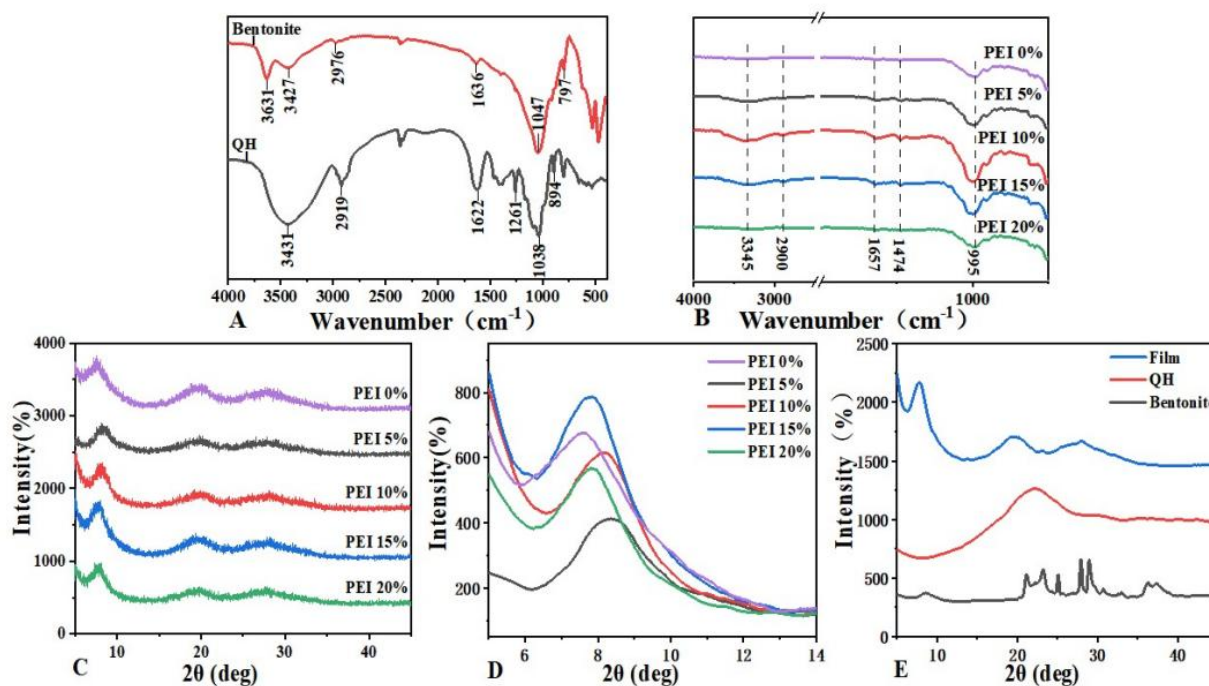 Bentonite
3631
3427
2976
1636
1047
797
QH
3431
2919
1622
1261
1038
894
4000 3500 3000 2500 2000 1500 1000 500
A Wavenumber（cm-1）
PEI 0%
PEI 5%
PEI 10%
PEI 15%
PEI 20%
3345
2900
1657
1474
995
4000 3000 1000
B Wavenumber（cm-1）
Intensity(%)
4000
3000
2000
1000
0
PEI 0%
PEI 5%
PEI 10%
PEI 15%
PEI 20%
10 20 30 40
C 2θ (deg)
Intensity(%)
800
600
400
200
PEI 0%
PEI 5%
PEI 10%
PEI 15%
PEI 20%
6 8 10 12 14
D 2θ (deg)
Intensity（%）
2500
2000
1500
1000
500
0
Film
QH
Bentonite
10 20 30 40
E 2θ (deg)